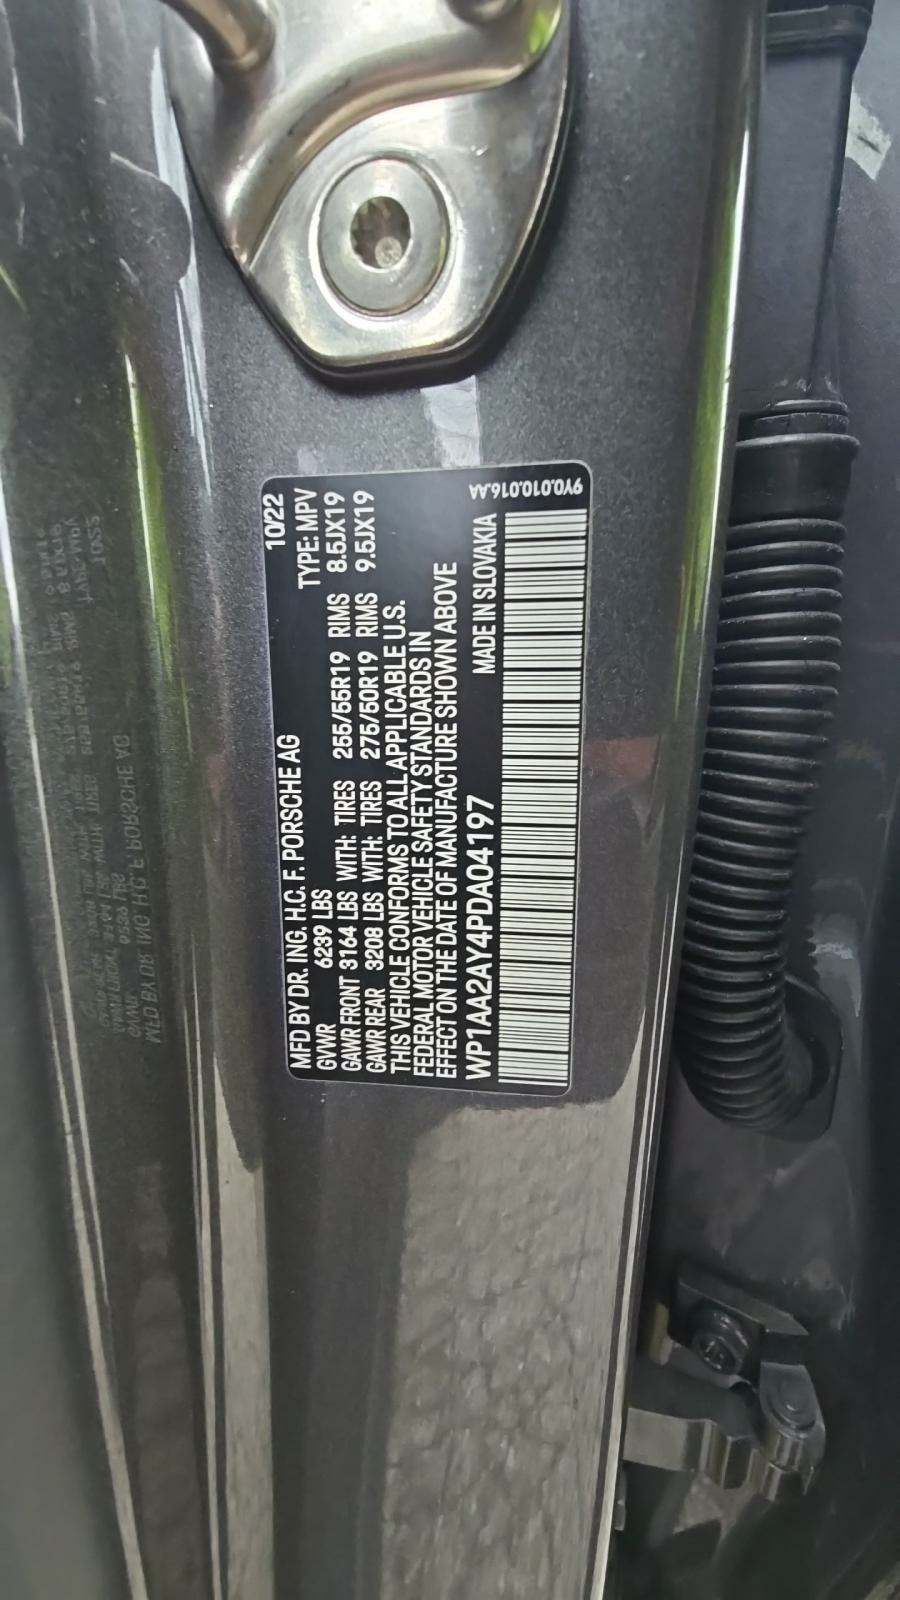 MFD BY DR. ING. H.C. F. PORSCHE AG 10/22
GVWR 6239 LBS TYPE: MPV
GAWR FRONT 3164 LBS WITH: TIRES 255/55R19 RIMS 8.5JX19
GAWR REAR 3208 LBS WITH: TIRES 275/50R19 RIMS 9.5JX19
THIS VEHICLE CONFORMS TO ALL APPLICABLE U.S.
FEDERAL MOTOR VEHICLE SAFETY STANDARDS IN
EFFECT ON THE DATE OF MANUFACTURE SHOWN ABOVE
WP1AA2AY4PDA04197 MADE IN SLOVAKIA
9Y0.010.016.AA